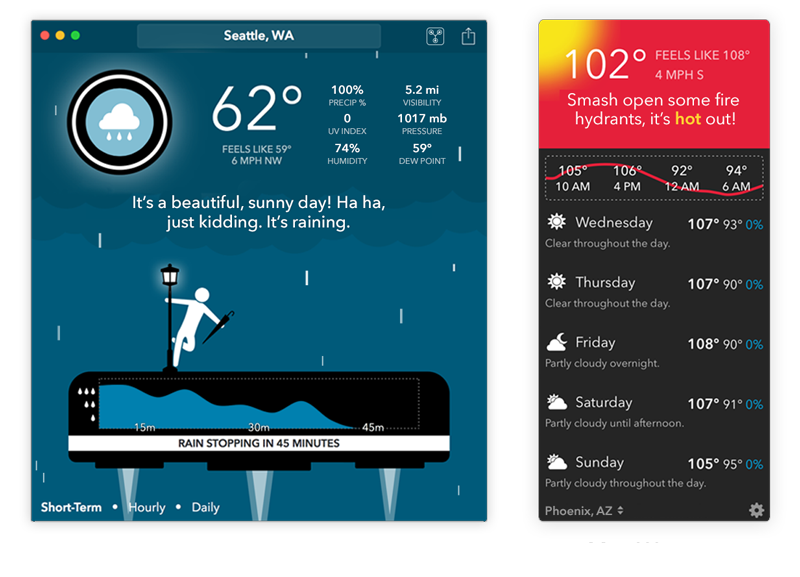 Seattle, WA
62°
FEELS LIKE 59°
6 MPH NW
100%
PRECIP %
5.2 mi
VISIBILITY
0
UV INDEX
1017 mb
PRESSURE
74%
HUMIDITY
59°
DEW POINT
It's a beautiful, sunny day! Ha ha,
just kidding. It's raining.
15m 30m 45m
RAIN STOPPING IN 45 MINUTES
Short-Term • Hourly • Daily
102°
FEELS LIKE 108°
4 MPH S
Smash open some fire
hydrants, it's hot out!
105° 106° 92° 94°
10 AM 4 PM 12 AM 6 AM
Wednesday 107° 93° 0%
Clear throughout the day.
Thursday 107° 90° 0%
Clear throughout the day.
Friday 108° 90° 0%
Partly cloudy overnight.
Saturday 107° 91° 0%
Partly cloudy until afternoon.
Sunday 105° 95° 0%
Partly cloudy throughout the day.
Phoenix, AZ